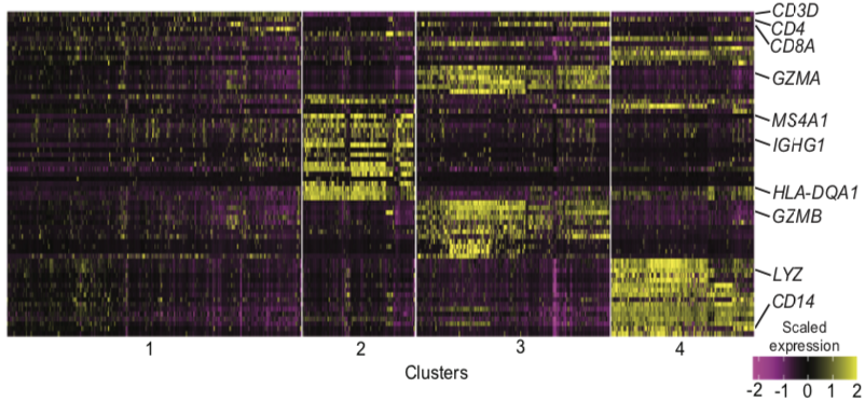 CD3D
CD4
CD8A
GZMA
MS4A1
IGHG1
HLA-DQA1
GZMB
LYZ
CD14
1 2 3 4
Clusters
Scaled
expression
-2 -1 0 1 2